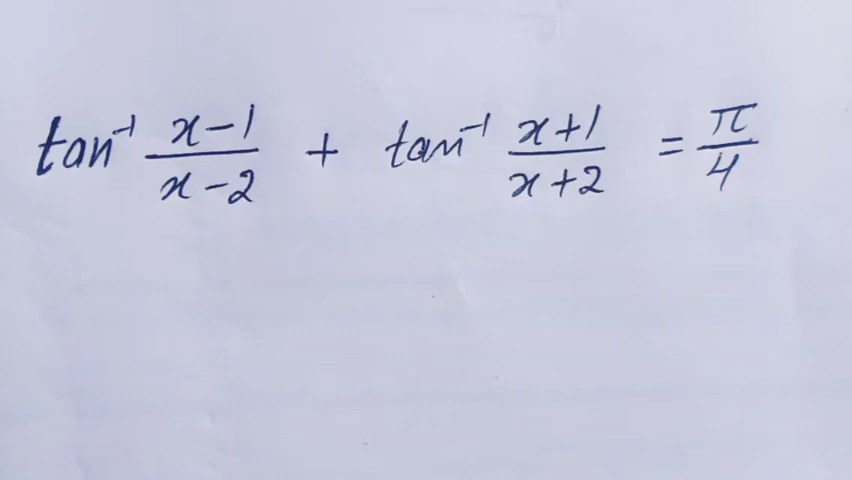 tan⁻¹ (x-1)/(x-2) + tan⁻¹ (x+1)/(x+2) = π/4